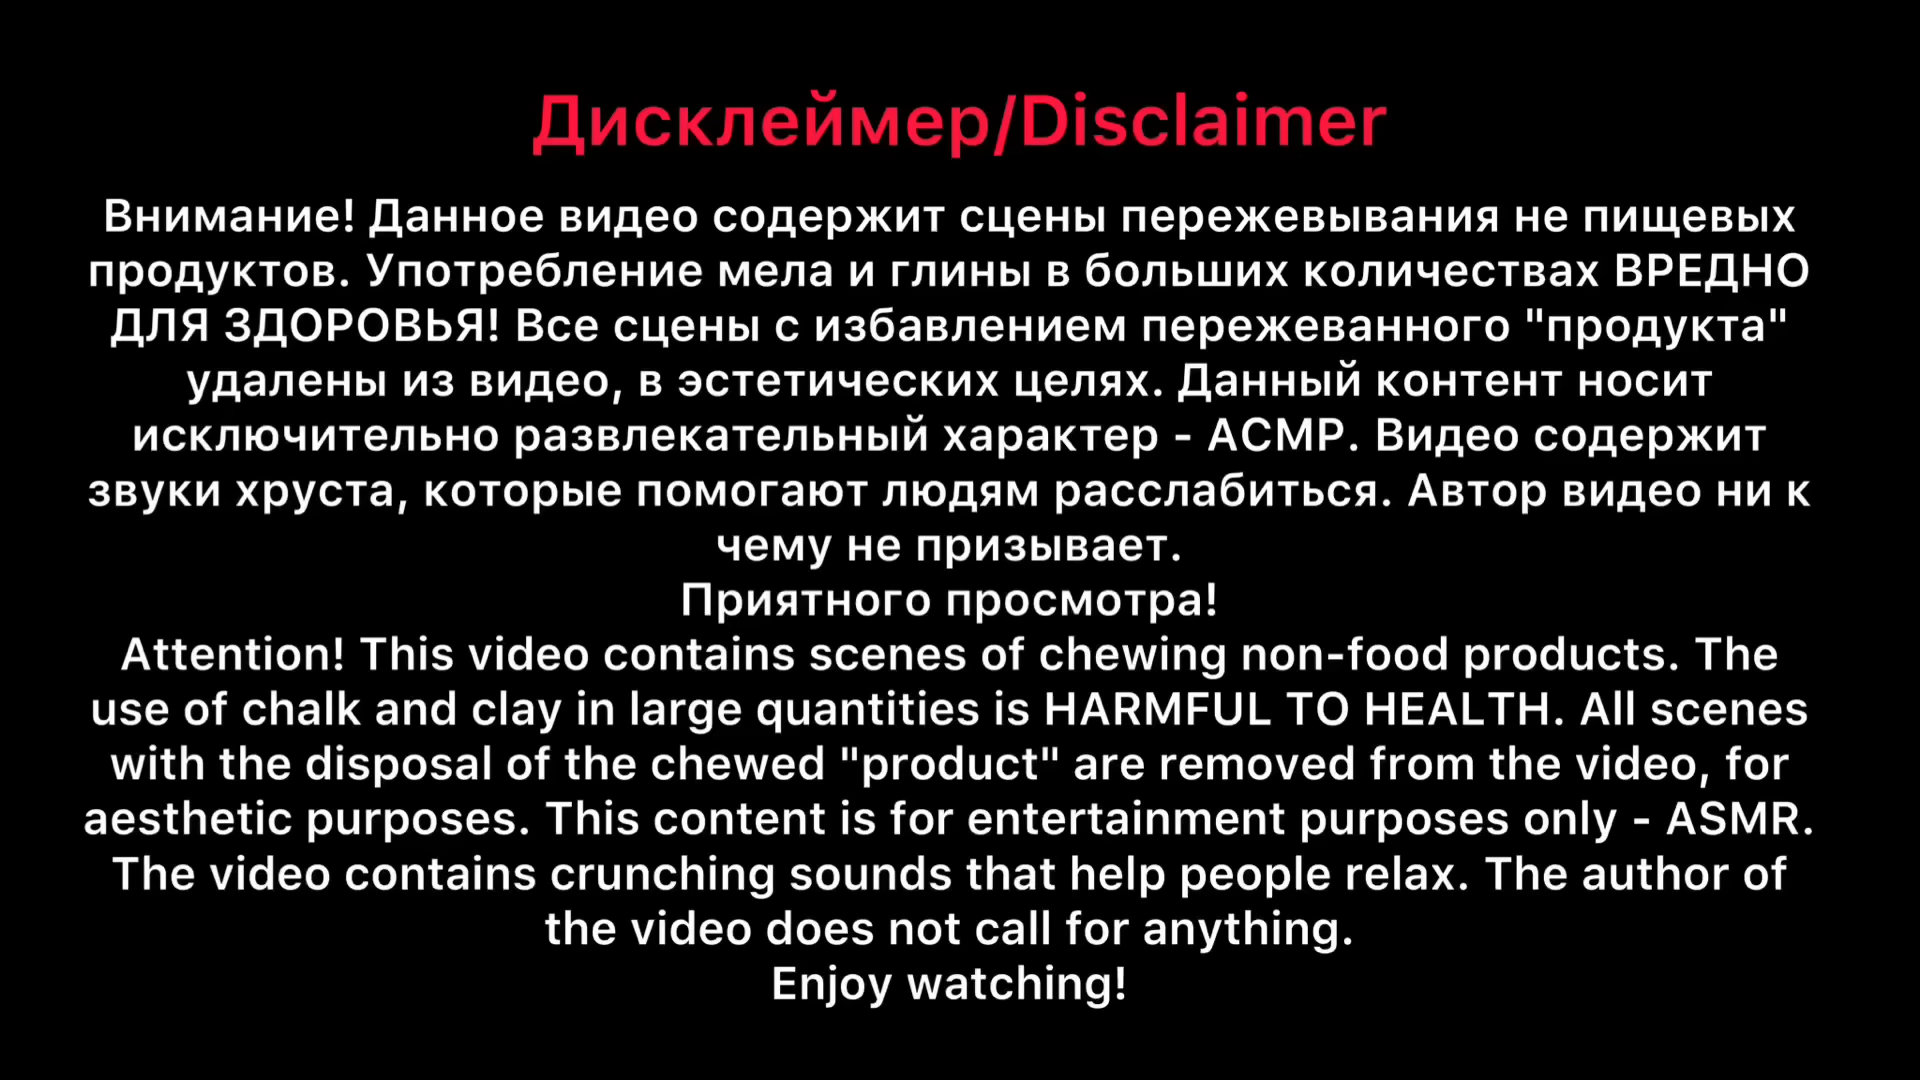 Дисклеймер/Disclaimer
Внимание! Данное видео содержит сцены пережевывания не пищевых
продуктов. Употребление мела и глины в больших количествах ВРЕДНО
ДЛЯ ЗДОРОВЬЯ! Все сцены с избавлением пережеванного "продукта"
удалены из видео, в эстетических целях. Данный контент носит
исключительно развлекательный характер - АСМР. Видео содержит
звуки хруста, которые помогают людям расслабиться. Автор видео ни к
чему не призывает.
Приятного просмотра!
Attention! This video contains scenes of chewing non-food products. The
use of chalk and clay in large quantities is HARMFUL TO HEALTH. All scenes
with the disposal of the chewed "product" are removed from the video, for
aesthetic purposes. This content is for entertainment purposes only - ASMR.
The video contains crunching sounds that help people relax. The author of
the video does not call for anything.
Enjoy watching!